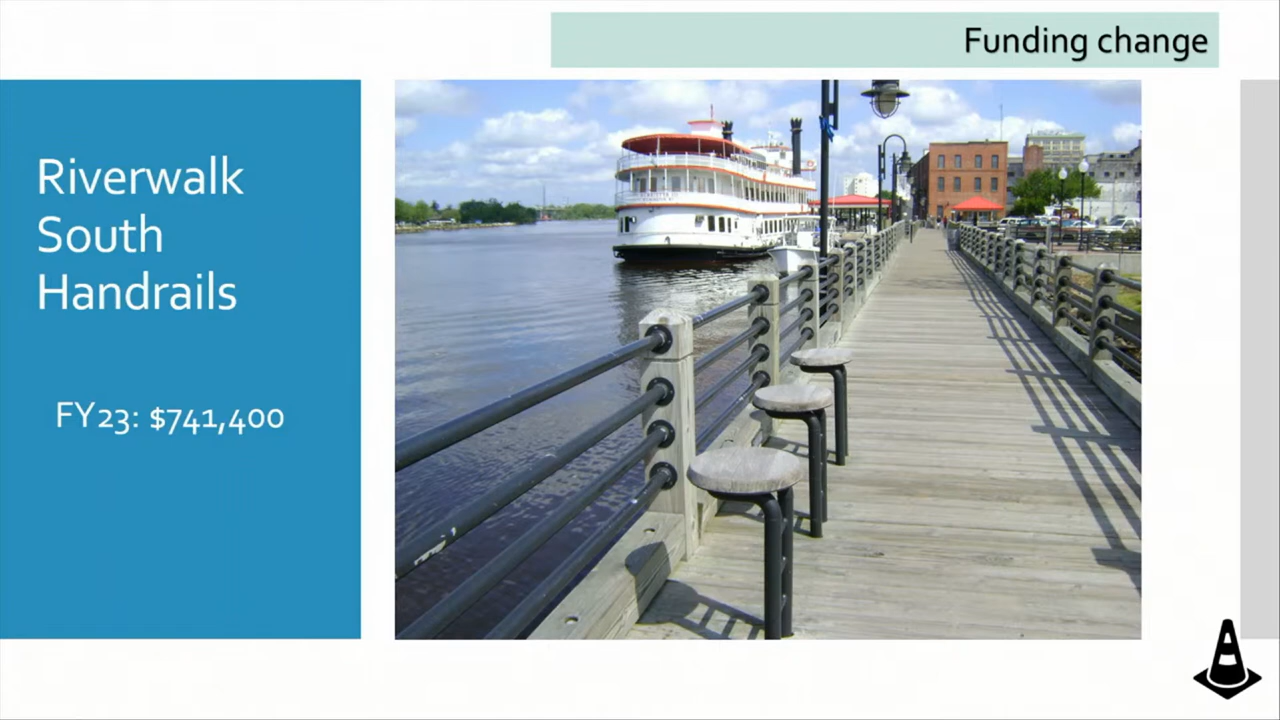 Funding change
Riverwalk
South
Handrails
FY23: $741,400